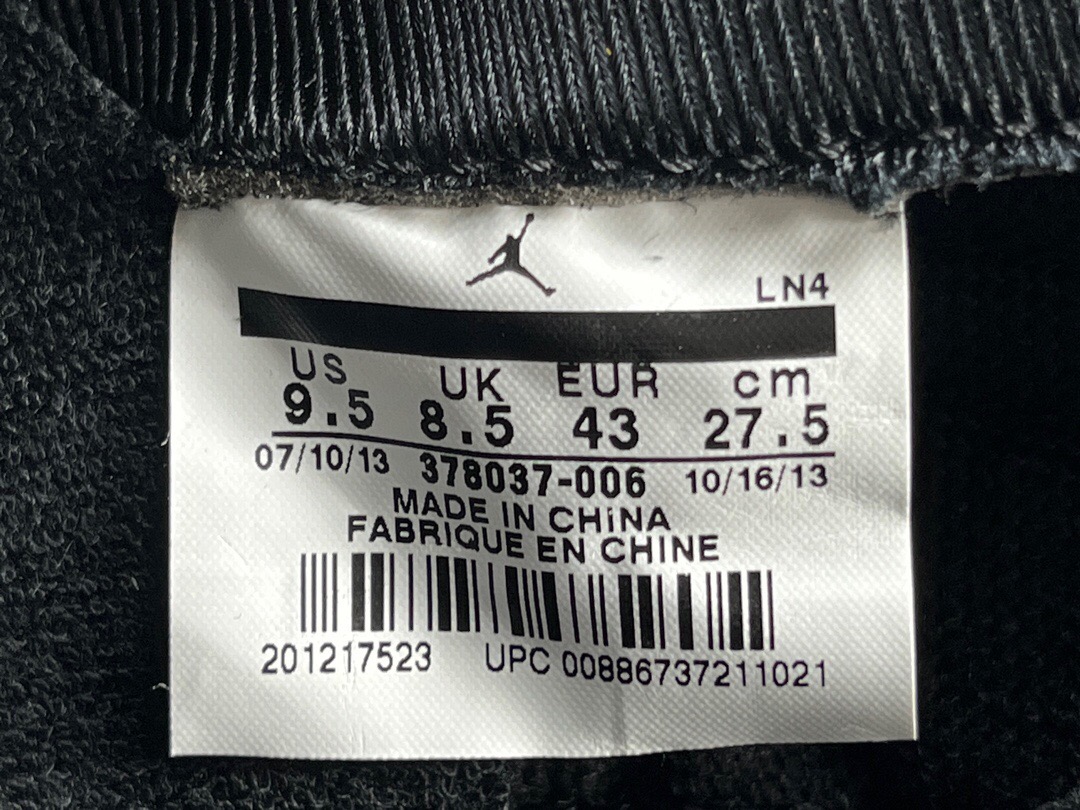 LN4
US UK EUR cm
9.5 8.5 43 27.5
07/10/13 378037-006 10/16/13
MADE IN CHINA
FABRIQUE EN CHINE
201217523 UPC 00886737211021